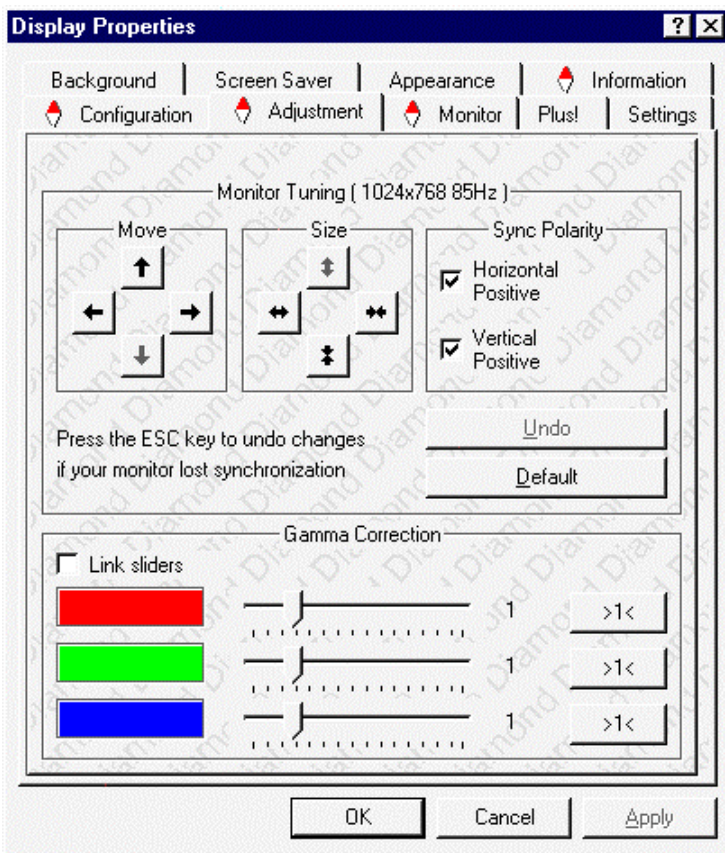 Display Properties
? X
Background Screen Saver Appearance Information
Configuration Adjustment Monitor Plus! Settings
Monitor Tuning ( 1024x768 85Hz )
Move Size Sync Polarity
Horizontal
Positive
Vertical
Positive
Press the ESC key to undo changes
if your monitor lost synchronization
Undo
Default
Gamma Correction
Link sliders
1 >1<
1 >1<
1 >1<
OK Cancel Apply
Diamond